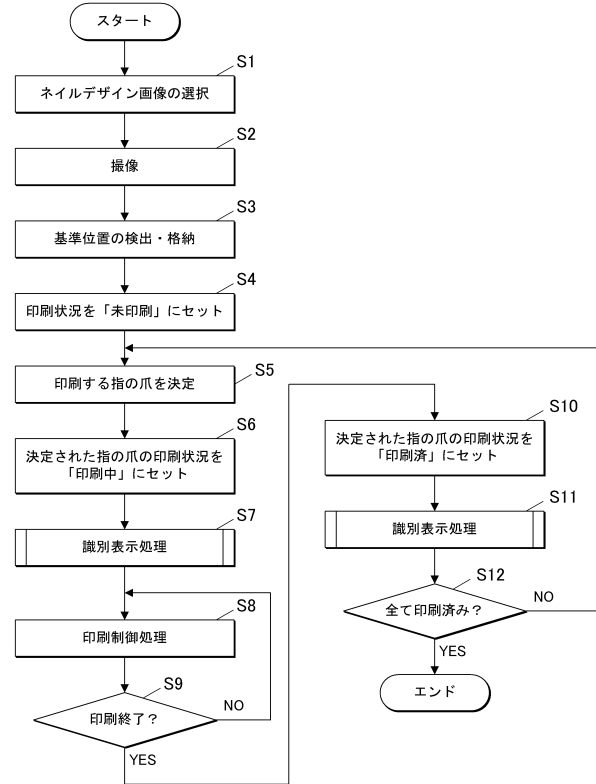 スタート
S1
ネイルデザイン画像の選択
S2
撮像
S3
基準位置の検出・格納
S4
印刷状況を「未印刷」にセット
S5
印刷する指の爪を決定
S6
決定された指の爪の印刷状況を
「印刷中」にセット
S7
識別表示処理
S8
印刷制御処理
S9
印刷終了？
NO
YES
S10
決定された指の爪の印刷状況を
「印刷済」にセット
S11
識別表示処理
S12
全て印刷済み？
NO
YES
エンド